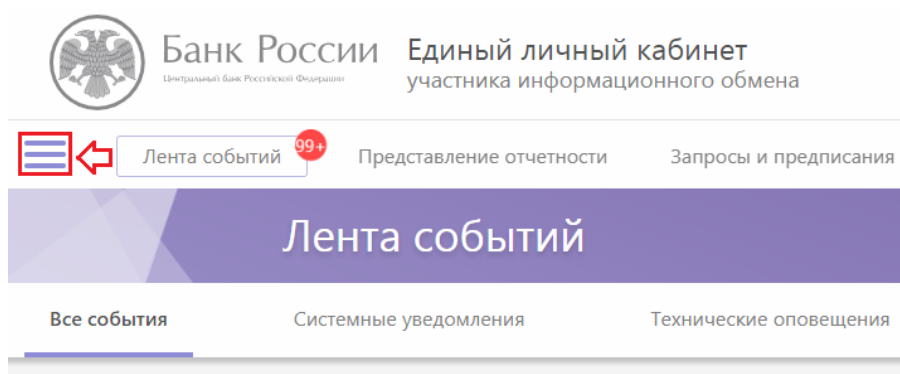 Банк России
Центральный банк Российской Федерации
Единый личный кабинет
участника информационного обмена
Лента событий
99+
Представление отчетности
Запросы и предписания
Лента событий
Все события
Системные уведомления
Технические оповещения